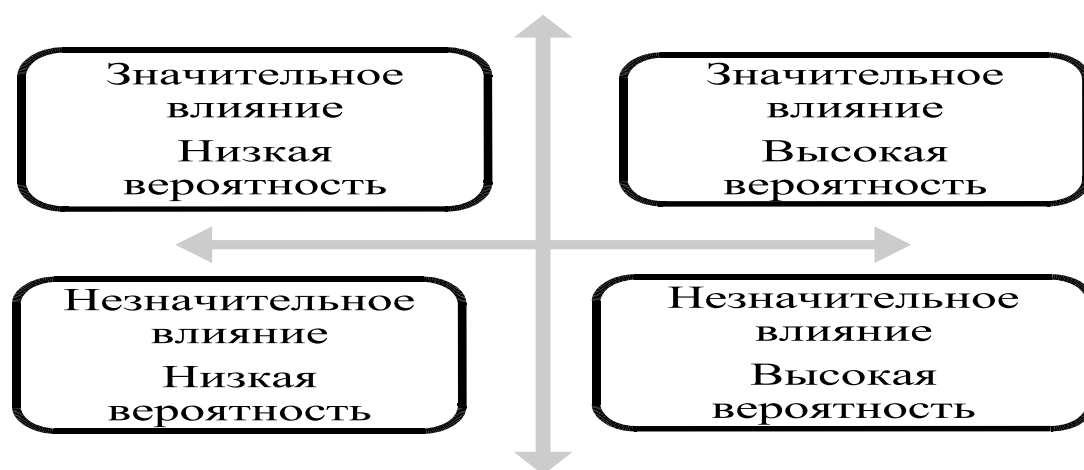 Значительное
влияние
Низкая
вероятность
Значительное
влияние
Высокая
вероятность
Незначительное
влияние
Низкая
вероятность
Незначительное
влияние
Высокая
вероятность